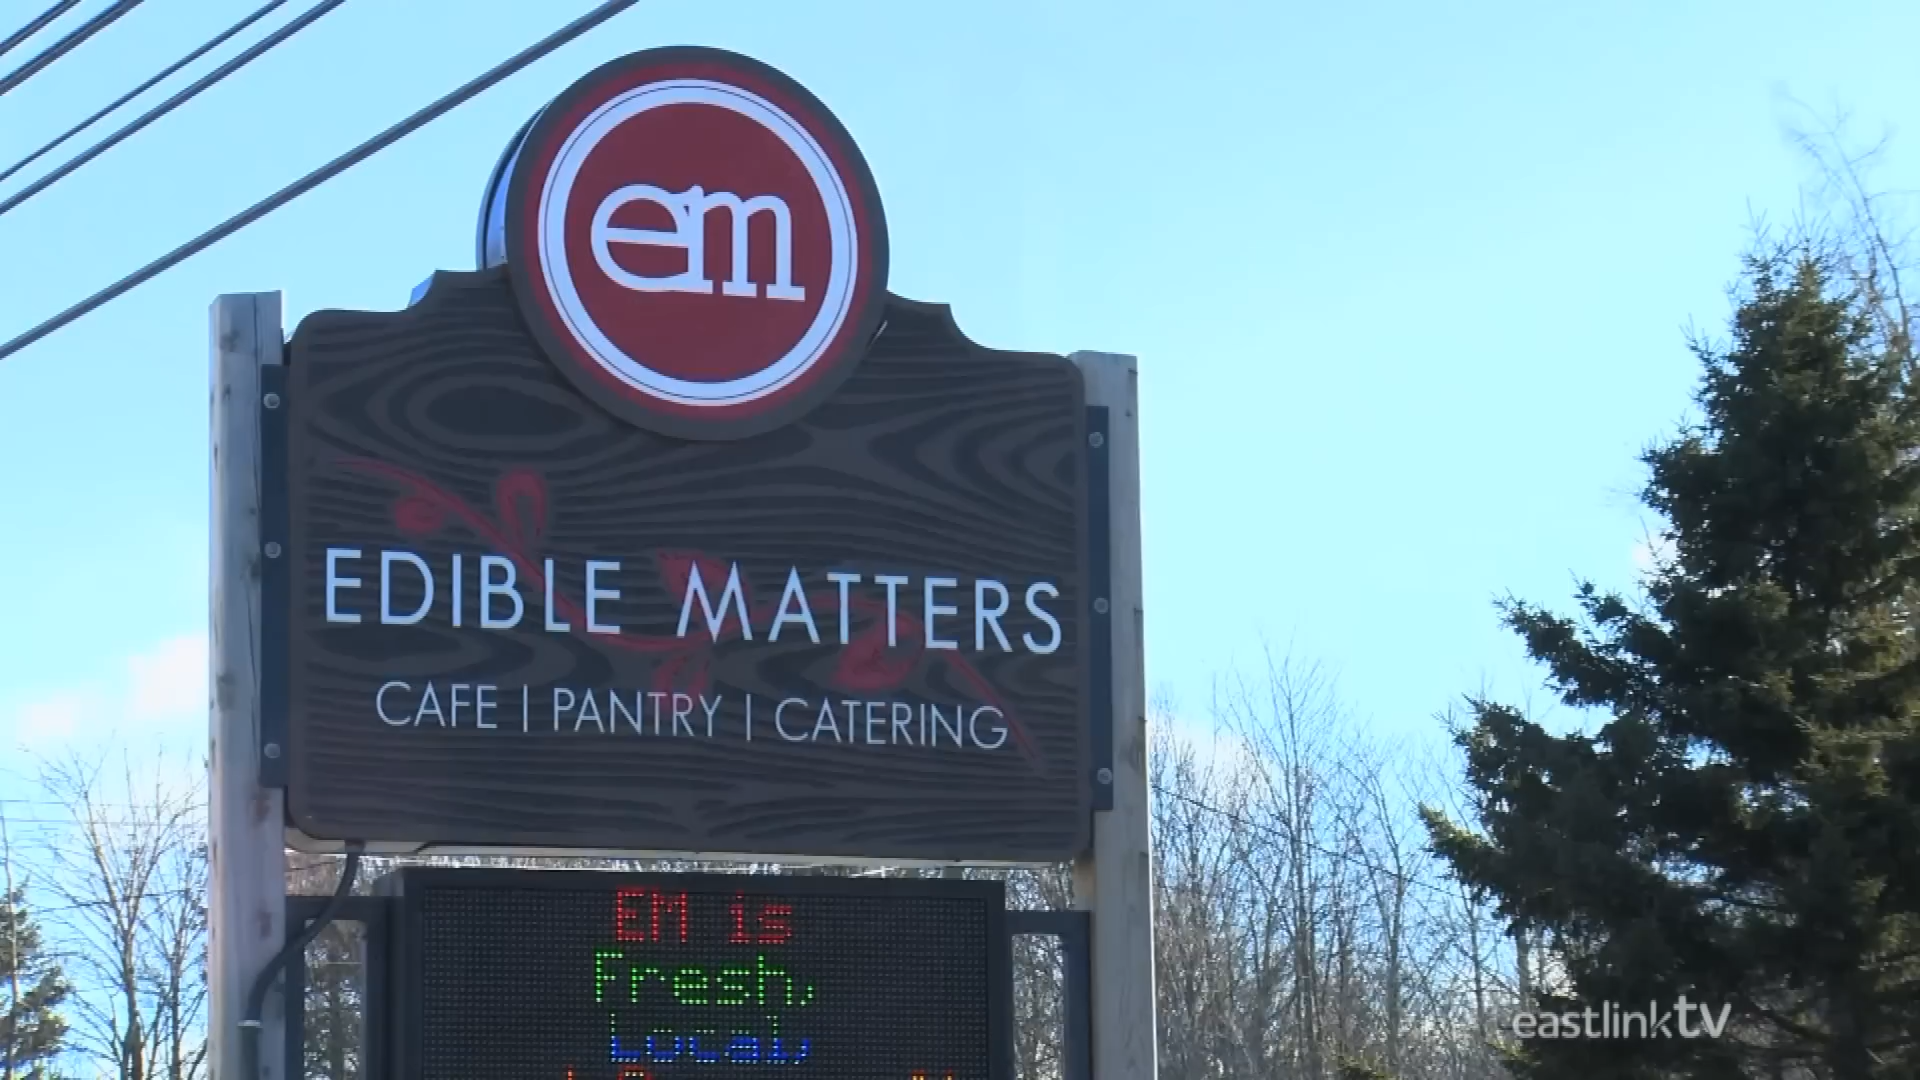 em
EDIBLE MATTERS
CAFE | PANTRY | CATERING
EM is
Fresh,
Local,
eastlinktv